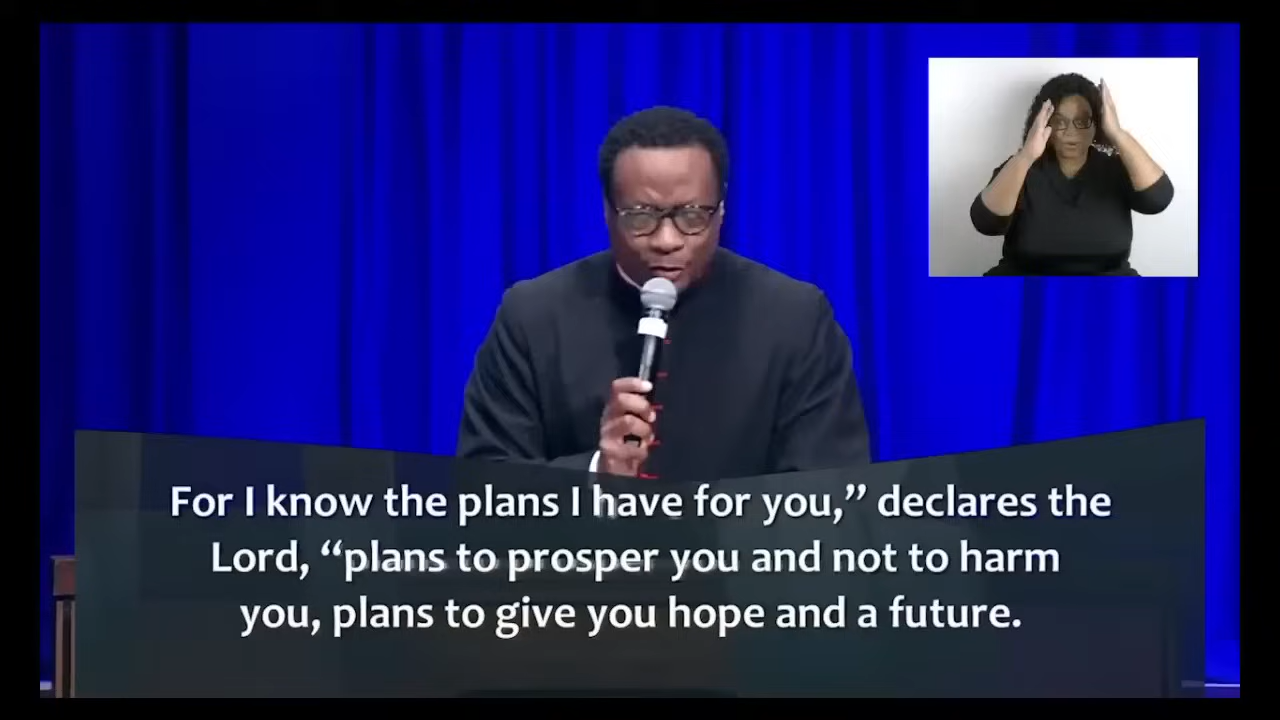 For I know the plans I have for you,” declares the
Lord, “plans to prosper you and not to harm
you, plans to give you hope and a future.